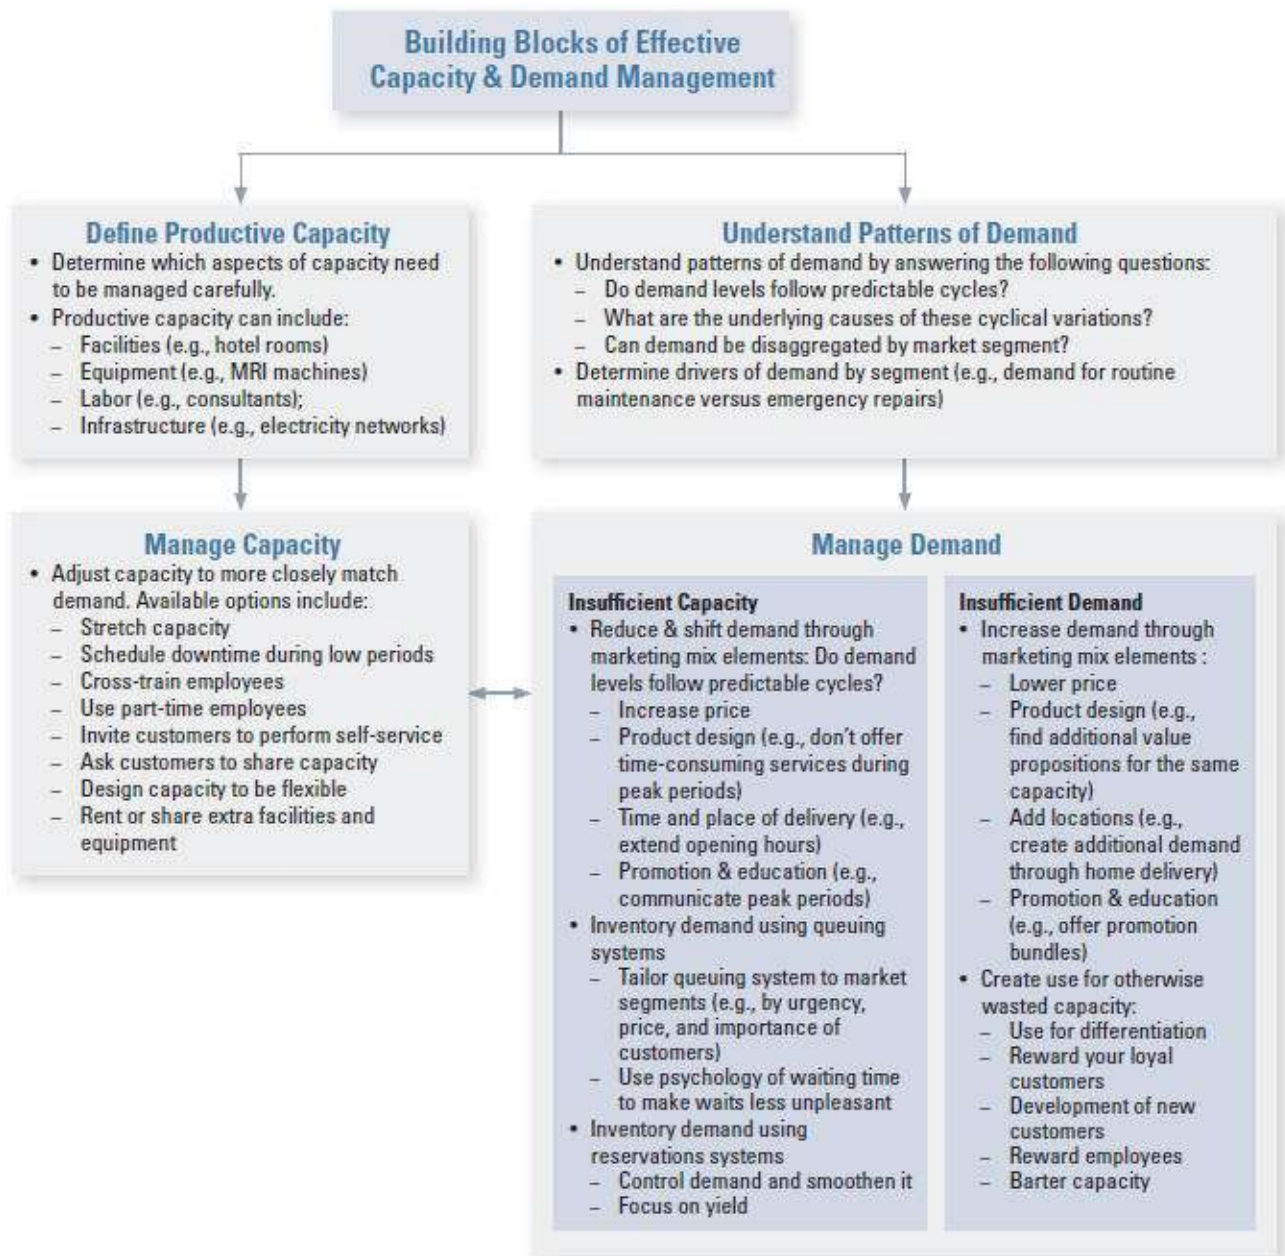 Building Blocks of Effective
Capacity & Demand Management
Define Productive Capacity
• Determine which aspects of capacity need
to be managed carefully.
• Productive capacity can include:
– Facilities (e.g., hotel rooms)
– Equipment (e.g., MRI machines)
– Labor (e.g., consultants);
– Infrastructure (e.g., electricity networks)
Understand Patterns of Demand
• Understand patterns of demand by answering the following questions:
– Do demand levels follow predictable cycles?
– What are the underlying causes of these cyclical variations?
– Can demand be disaggregated by market segment?
• Determine drivers of demand by segment (e.g., demand for routine
maintenance versus emergency repairs)
Manage Capacity
• Adjust capacity to more closely match
demand. Available options include:
– Stretch capacity
– Schedule downtime during low periods
– Cross-train employees
– Use part-time employees
– Invite customers to perform self-service
– Ask customers to share capacity
– Design capacity to be flexible
– Rent or share extra facilities and
equipment
Manage Demand
Insufficient Capacity
• Reduce & shift demand through
marketing mix elements: Do demand
levels follow predictable cycles?
– Increase price
– Product design (e.g., don't offer
time-consuming services during
peak periods)
– Time and place of delivery (e.g.,
extend opening hours)
– Promotion & education (e.g.,
communicate peak periods)
• Inventory demand using queuing
systems
– Tailor queuing system to market
segments (e.g., by urgency,
price, and importance of
customers)
– Use psychology of waiting time
to make waits less unpleasant
• Inventory demand using
reservations systems
– Control demand and smoothen it
– Focus on yield
Insufficient Demand
• Increase demand through
marketing mix elements :
– Lower price
– Product design (e.g.,
find additional value
propositions for the same
capacity)
– Add locations (e.g.,
create additional demand
through home delivery)
– Promotion & education
(e.g., offer promotion
bundles)
• Create use for otherwise
wasted capacity:
– Use for differentiation
– Reward your loyal
customers
– Development of new
customers
– Reward employees
– Barter capacity